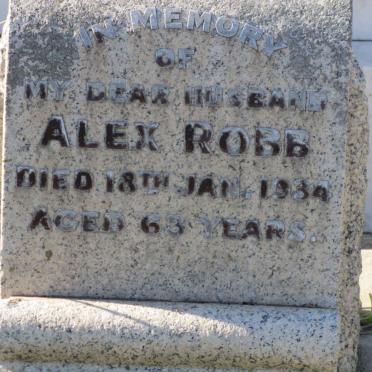 IN MEMORY
OF
MY DEAR HUSBAND
ALEX ROBB
DIED 18TH JAN. 1934
AGED 63 YEARS.